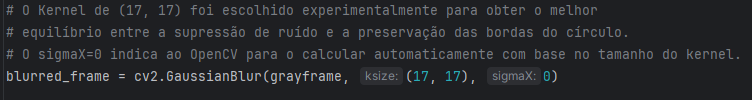 # O Kernel de (17, 17) foi escolhido experimentalmente para obter o melhor
# equilíbrio entre a supressão de ruído e a preservação das bordas do círculo.
# O sigmaX=0 indica ao OpenCV para o calcular automaticamente com base no tamanho do kernel.
blurred_frame = cv2.GaussianBlur(grayframe, ksize: (17, 17), sigmaX: 0)